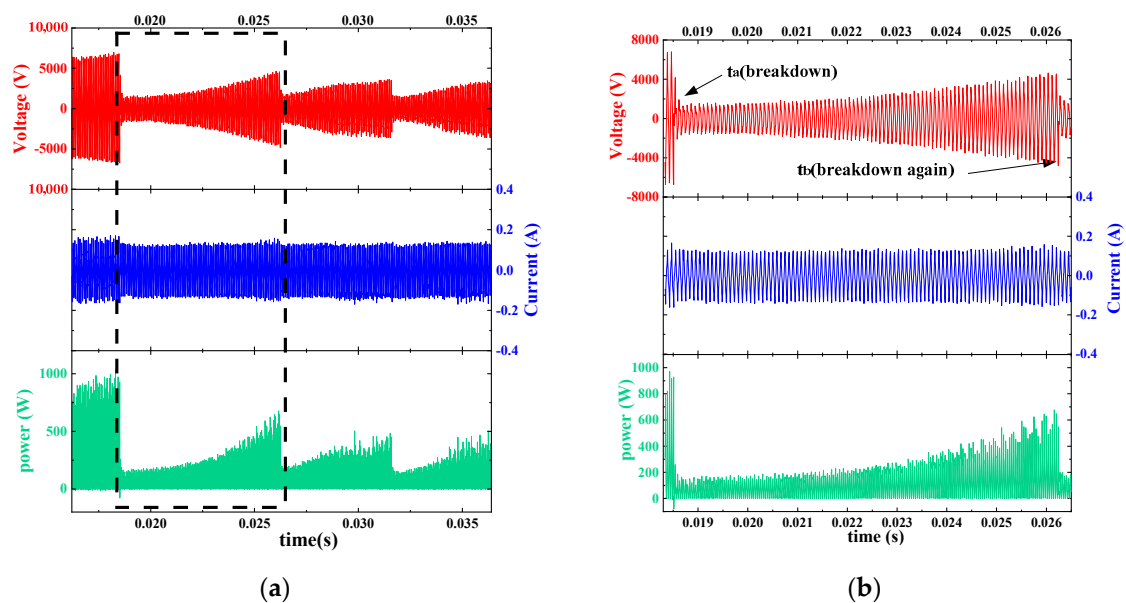 0.020 0.025 0.030 0.035
10,000
5000
0
-5000
10,000
Voltage (V)
0.4
0.2
0.0
-0.2
-0.4
Current (A)
1000
500
0
power (W)
0.020 0.025 0.030 0.035
time(s)
(a)
0.019 0.020 0.021 0.022 0.023 0.024 0.025 0.026
8000
4000
0
-4000
-8000
Voltage (V)
ta(breakdown)
tb(breakdown again)
0.4
0.2
0.0
-0.2
-0.4
Current (A)
1000
800
600
400
200
0
power (W)
0.019 0.020 0.021 0.022 0.023 0.024 0.025 0.026
time (s)
(b)